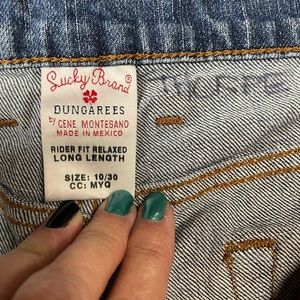 Lucky Brand®
DUNGAREES
by GENE MONTESANO
MADE IN MEXICO
RIDER FIT RELAXED
LONG LENGTH
SIZE: 10/30
CC: MYQ